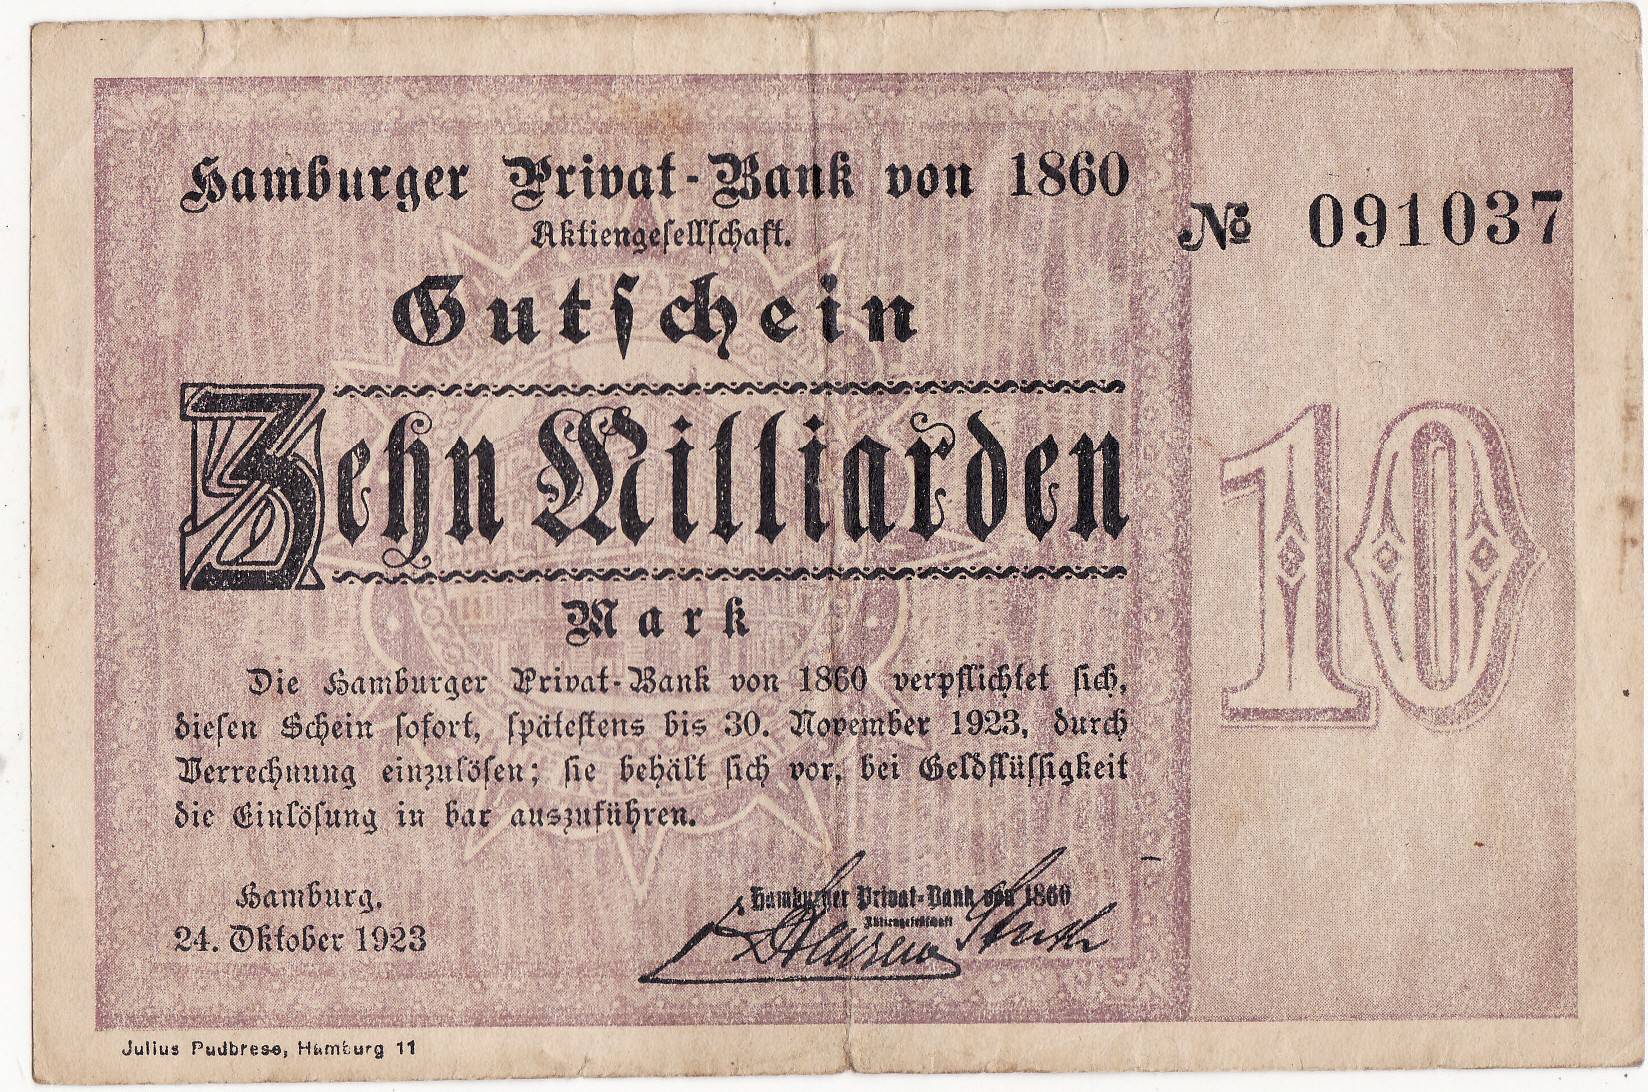 Hamburger Privat-Bank von 1860
Aktiengesellschaft.
№ 091037
Gutschein
Zehn Milliarden
Mark
10
Die Hamburger Privat-Bank von 1860 verpflichtet sich,
diesen Schein sofort, spätestens bis 30. November 1923, durch
Verrechnung einzulösen; sie behält sich vor, bei Geldflüssigkeit
die Einlösung in bar auszuführen.
Hamburg,
24. Oktober 1923
Hamburger Privat-Bank von 1860
Aktiengesellschaft
Julius Pudbrese, Hamburg 11